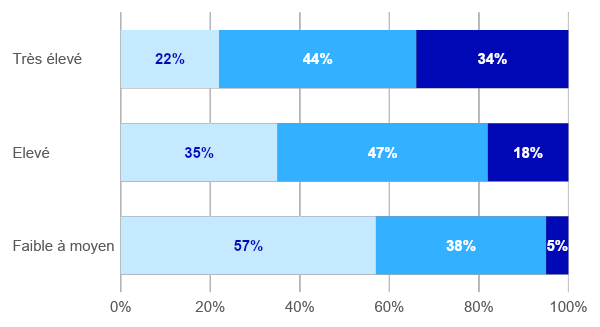 Très élevé 22% 44% 34%
Elevé 35% 47% 18%
Faible à moyen 57% 38% 5%
0% 20% 40% 60% 80% 100%